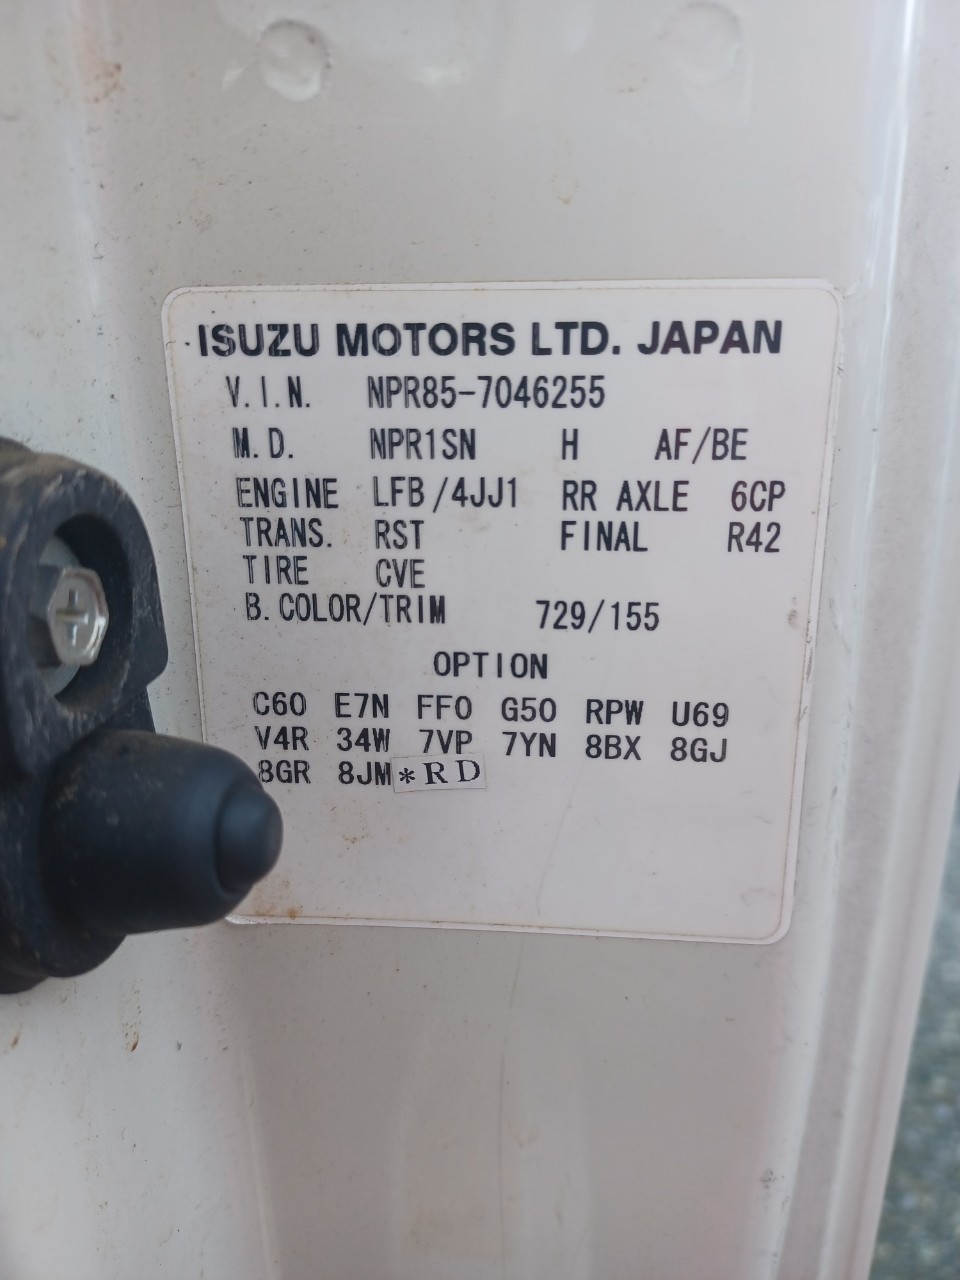 ISUZU MOTORS LTD. JAPAN
V.I.N. NPR85-7046255
M.D. NPR1SN H AF/BE
ENGINE LFB/4JJ1 RR AXLE 6CP
TRANS. RST FINAL R42
TIRE CVE
B.COLOR/TRIM 729/155
OPTION
C60 E7N FF0 G50 RPW U69
V4R 34W 7VP 7YN 8BX 8GJ
8GR 8JM *RD